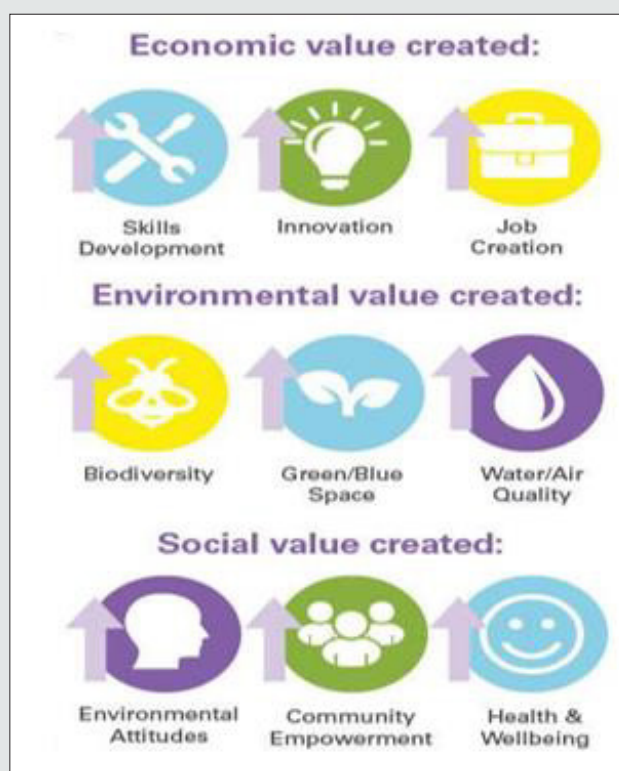 Economic value created:
Skills
Development
Innovation
Job
Creation
Environmental value created:
Biodiversity
Green/Blue
Space
Water/Air
Quality
Social value created:
Environmental
Attitudes
Community
Empowerment
Health &
Wellbeing